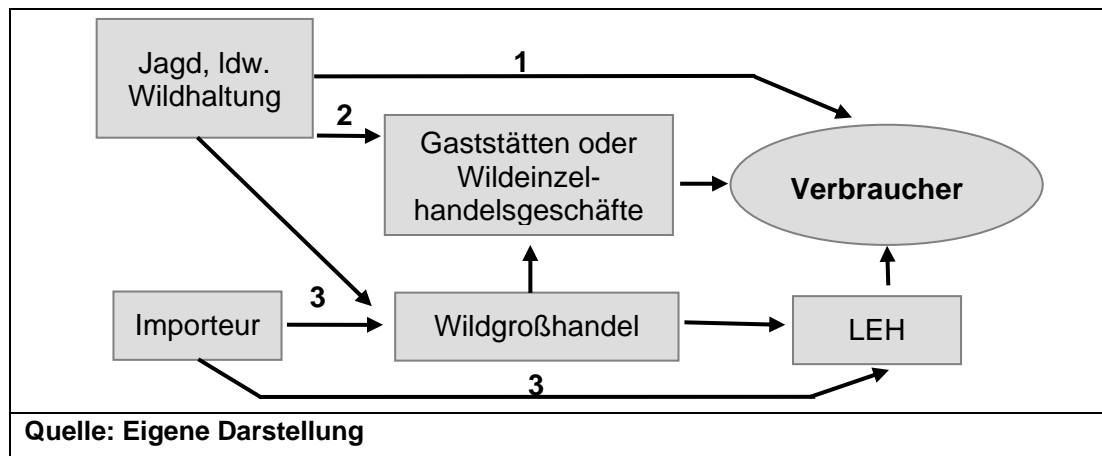 Jagd, ldw.
Wildhaltung
1
2
Gaststätten oder
Wildeinzel-
handelsgeschäfte
Verbraucher
3
Importeur
Wildgroßhandel
LEH
3
Quelle: Eigene Darstellung